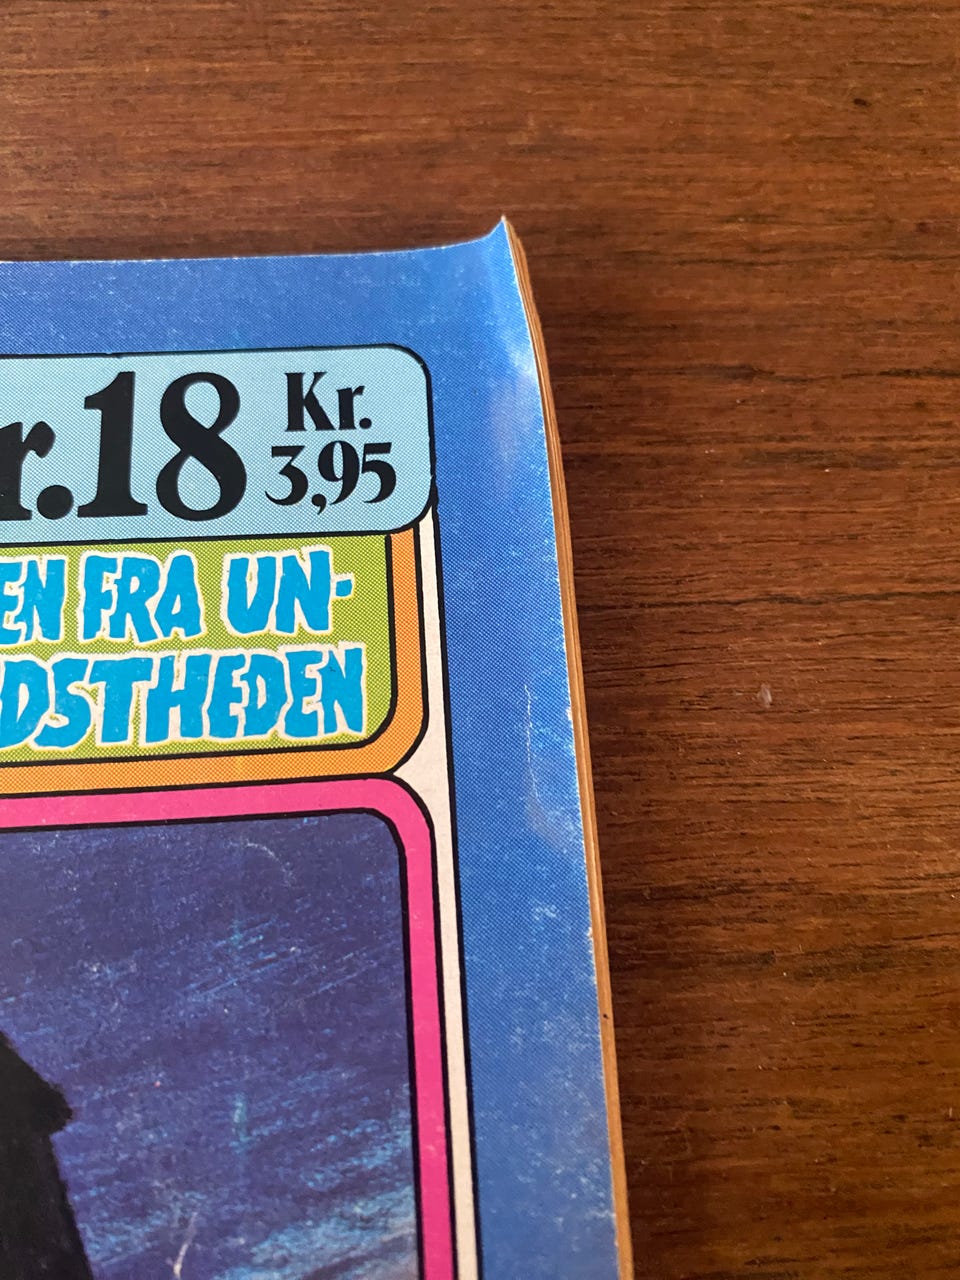 r.18
Kr.
3,95
EN FRA UN-
DSTHEDEN